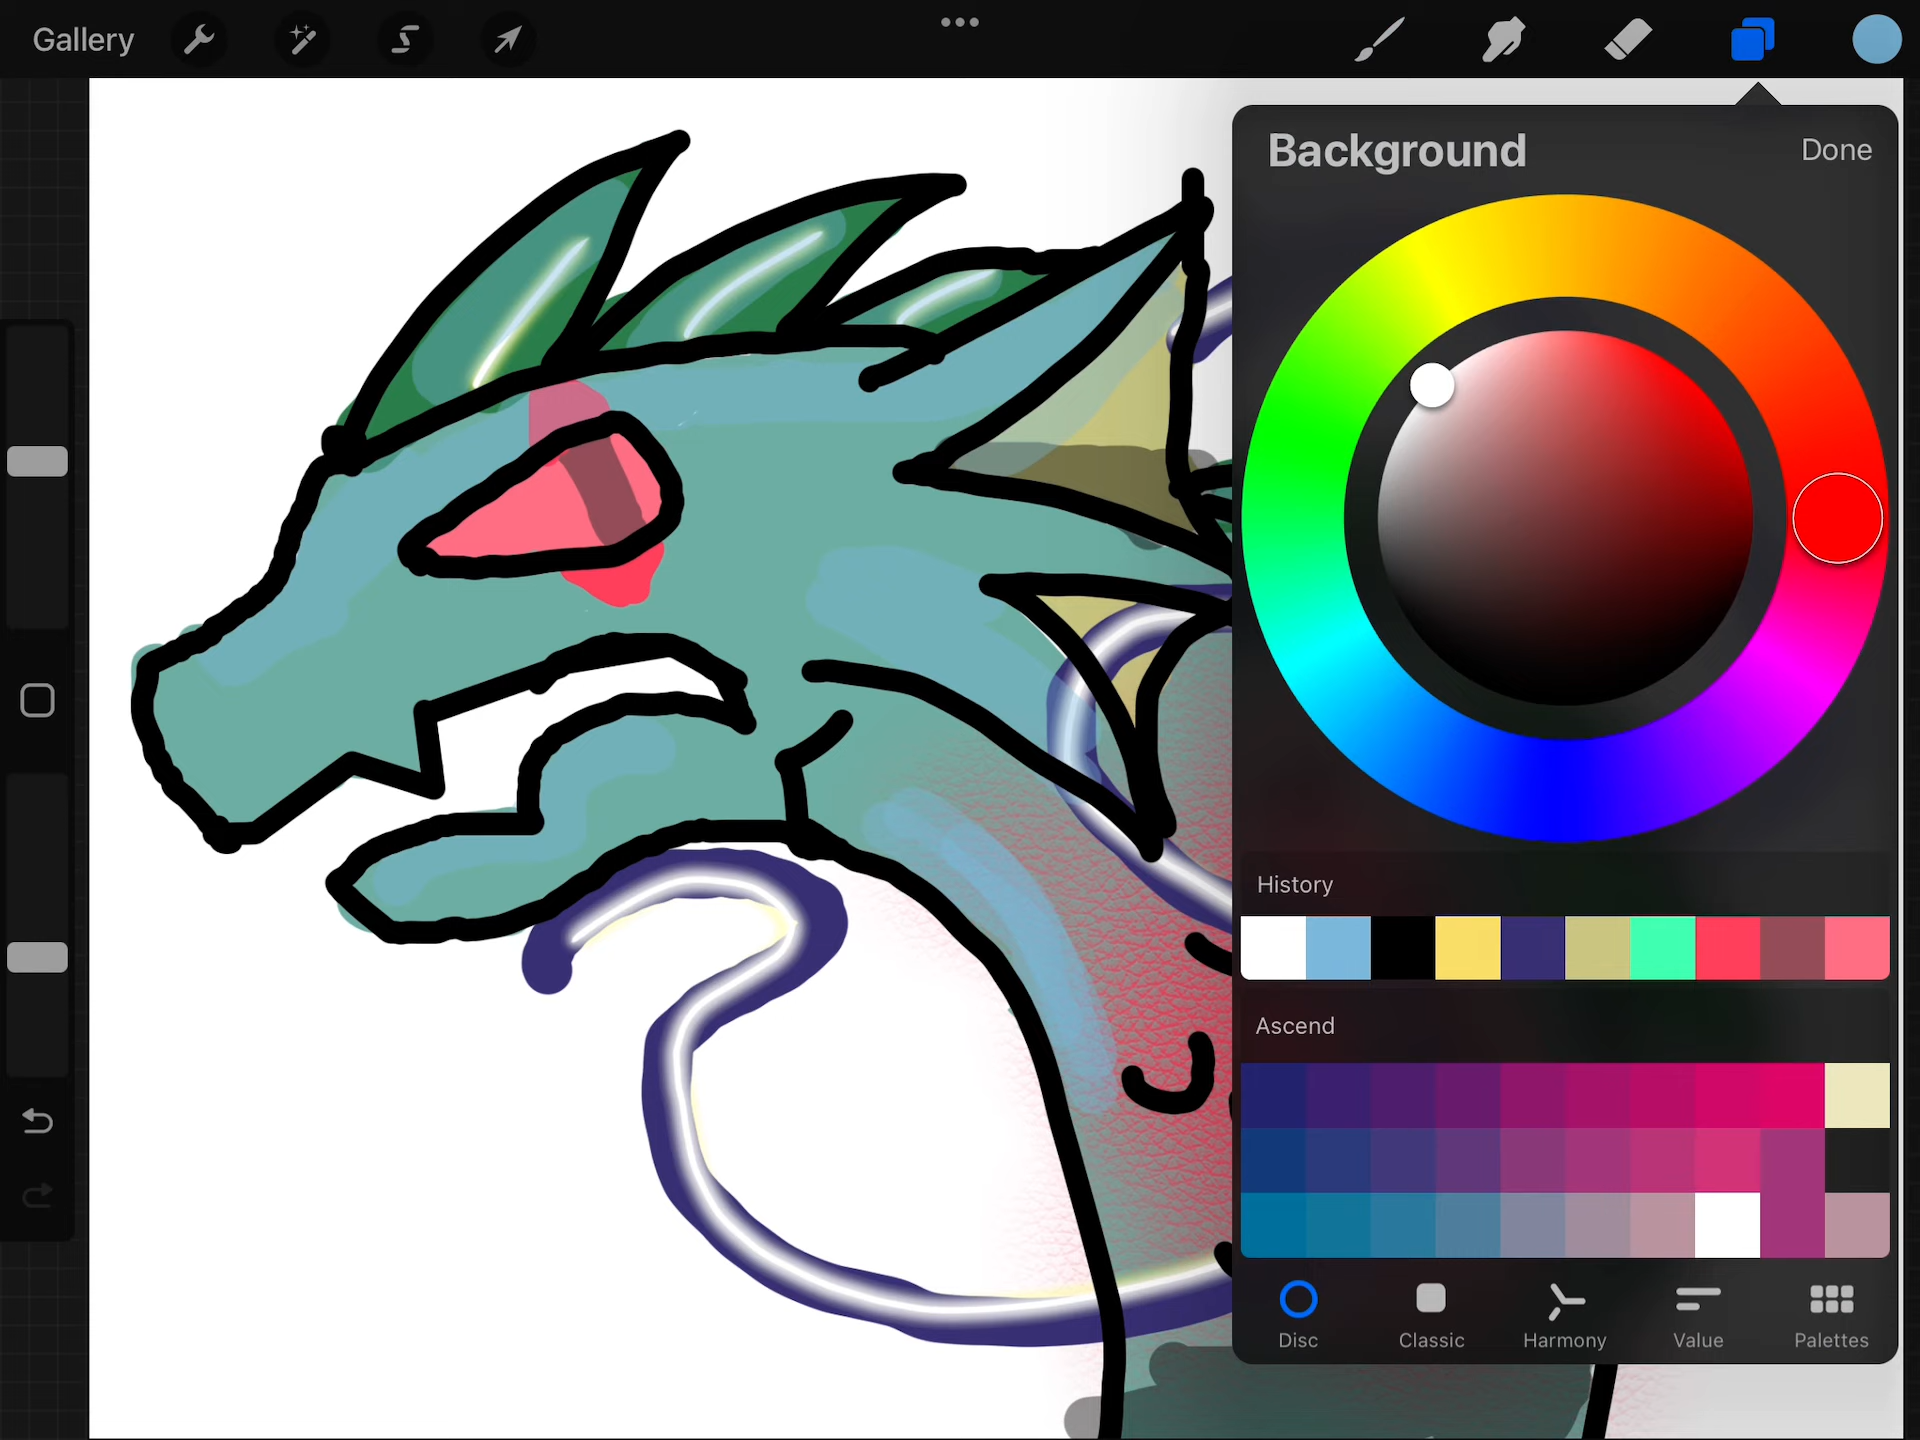 Gallery
Background
Done
History
Ascend
Disc
Classic
Harmony
Value
Palettes